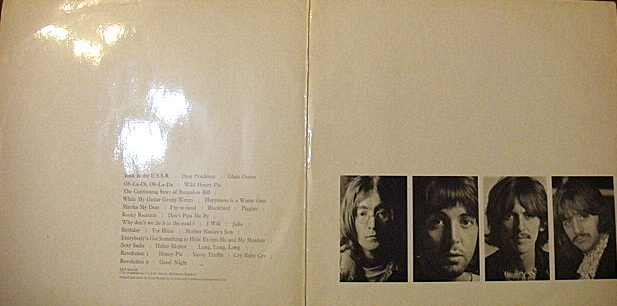 Back in the U.S.S.R. : Dear Prudence : Glass Onion :
Ob-La-Di, Ob-La-Da : Wild Honey Pie
The Continuing Story of Bungalow Bill
While My Guitar Gently Weeps : Happiness is a Warm Gun
Martha My Dear : I'm so tired : Blackbird : Piggies :
Rocky Raccoon : Don't Pass Me By
Why don't we do it in the road? : I Will : Julia
Birthday : Yer Blues : Mother Nature's Son :
Everybody's Got Something to Hide Except Me and My Monkey
Sexy Sadie : Helter Skelter : Long, Long, Long
Revolution 1 : Honey Pie : Savoy Truffle : Cry Baby Cry
Revolution 9 : Good Night :